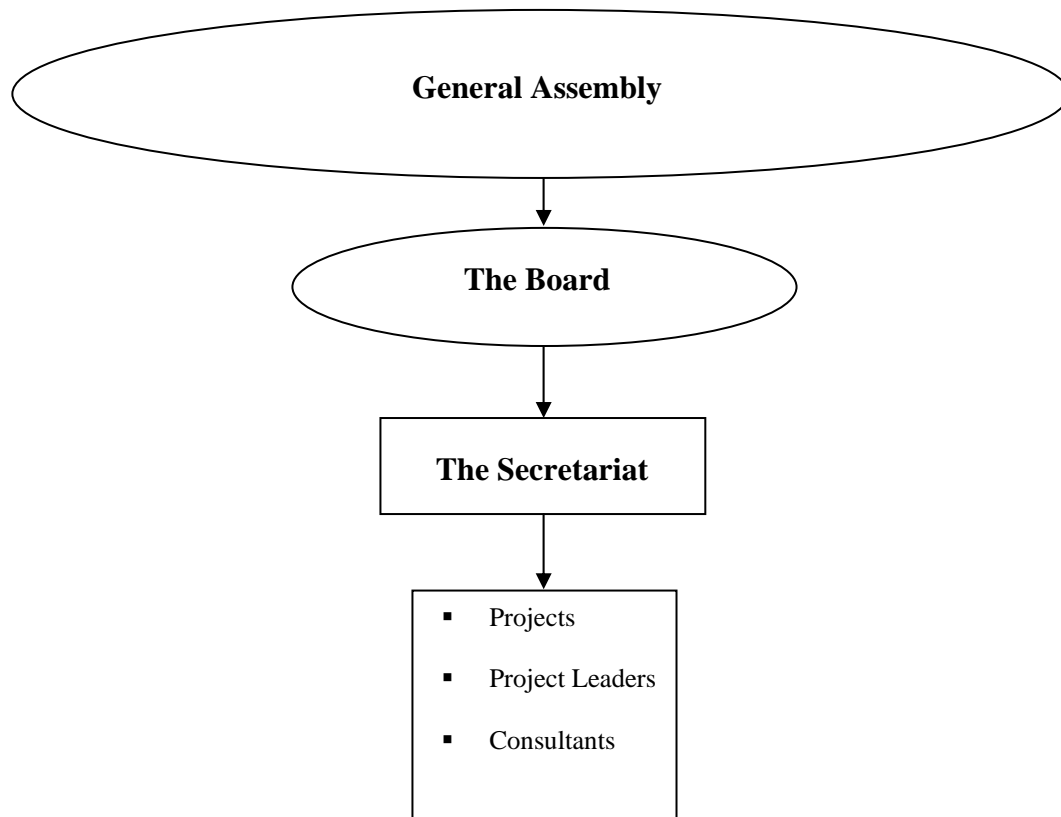 General Assembly
The Board
The Secretariat
▪ Projects
▪ Project Leaders
▪ Consultants